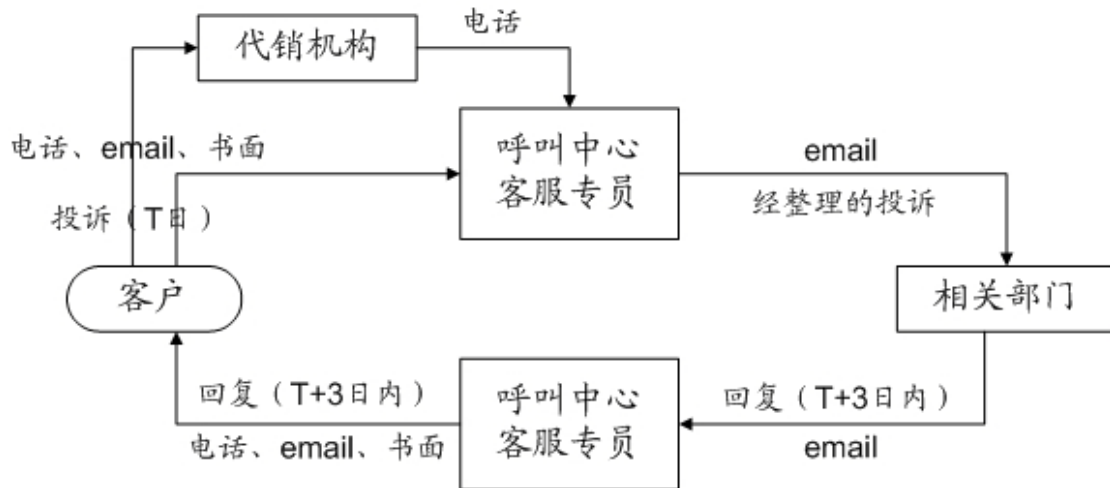 代销机构
电话
电话、email、书面
呼叫中心
客服专员
email
投诉（T日）
经整理的投诉
客户
相关部门
回复（T+3日内）
呼叫中心
客服专员
回复（T+3日内）
电话、email、书面
email